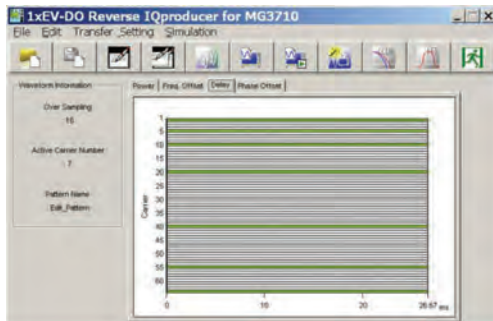 1xEV-DO Reverse IQproducer for MG3710
File Edit Transfer_Setting Simulation
Waveform Information
Over Sampling
16
Active Carrier Number
7
Pattern Name
Edit_Pattern
Power Freq. Offset Delay Phase Offset
1
5
10
15
20
25
30
35
40
45
50
55
60
Carrier
0 10 20 26.67 ms